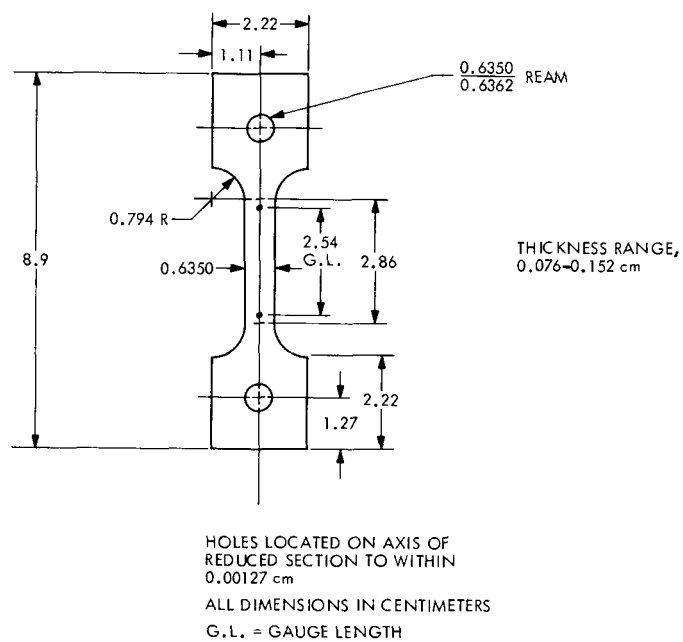 2.22
1.11
0.6350
0.6362 REAM
0.794 R
8.9
2.54
G.L.
2.86
0.6350
THICKNESS RANGE,
0.076–0.152 cm
2.22
1.27
HOLES LOCATED ON AXIS OF
REDUCED SECTION TO WITHIN
0.00127 cm
ALL DIMENSIONS IN CENTIMETERS
G.L. = GAUGE LENGTH